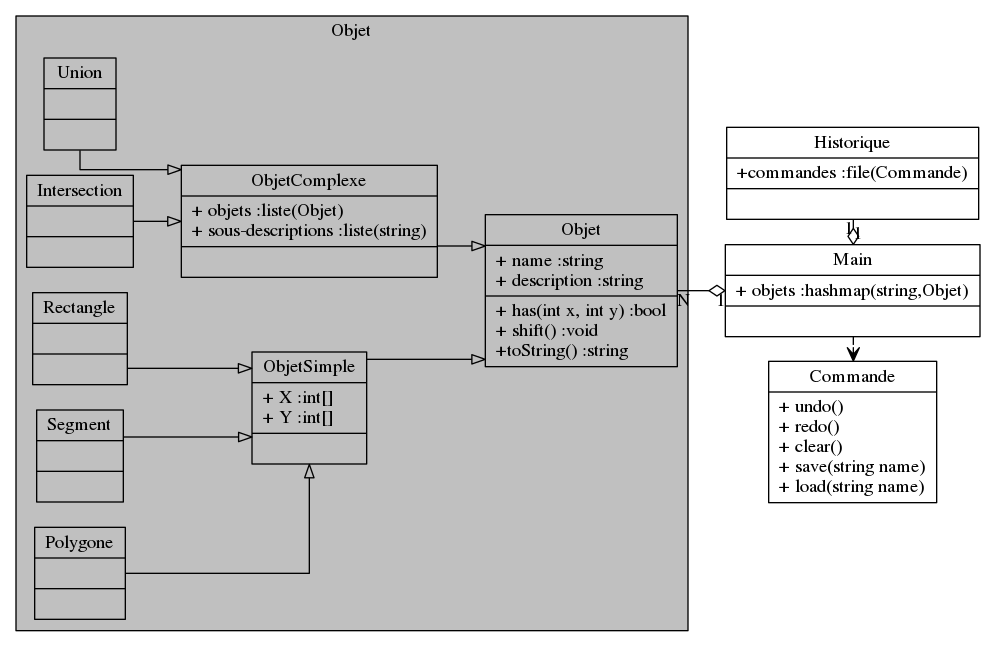 Objet
Union
Intersection
ObjetComplexe
+ objets :liste(Objet)
+ sous-descriptions :liste(string)
Rectangle
Segment
Polygone
ObjetSimple
+ X :int[]
+ Y :int[]
Objet
+ name :string
+ description :string
+ has(int x, int y) :bool
+ shift() :void
+toString() :string
N
1
Historique
+commandes :file(Commande)
1
1
Main
+ objets :hashmap(string,Objet)
Commande
+ undo()
+ redo()
+ clear()
+ save(string name)
+ load(string name)